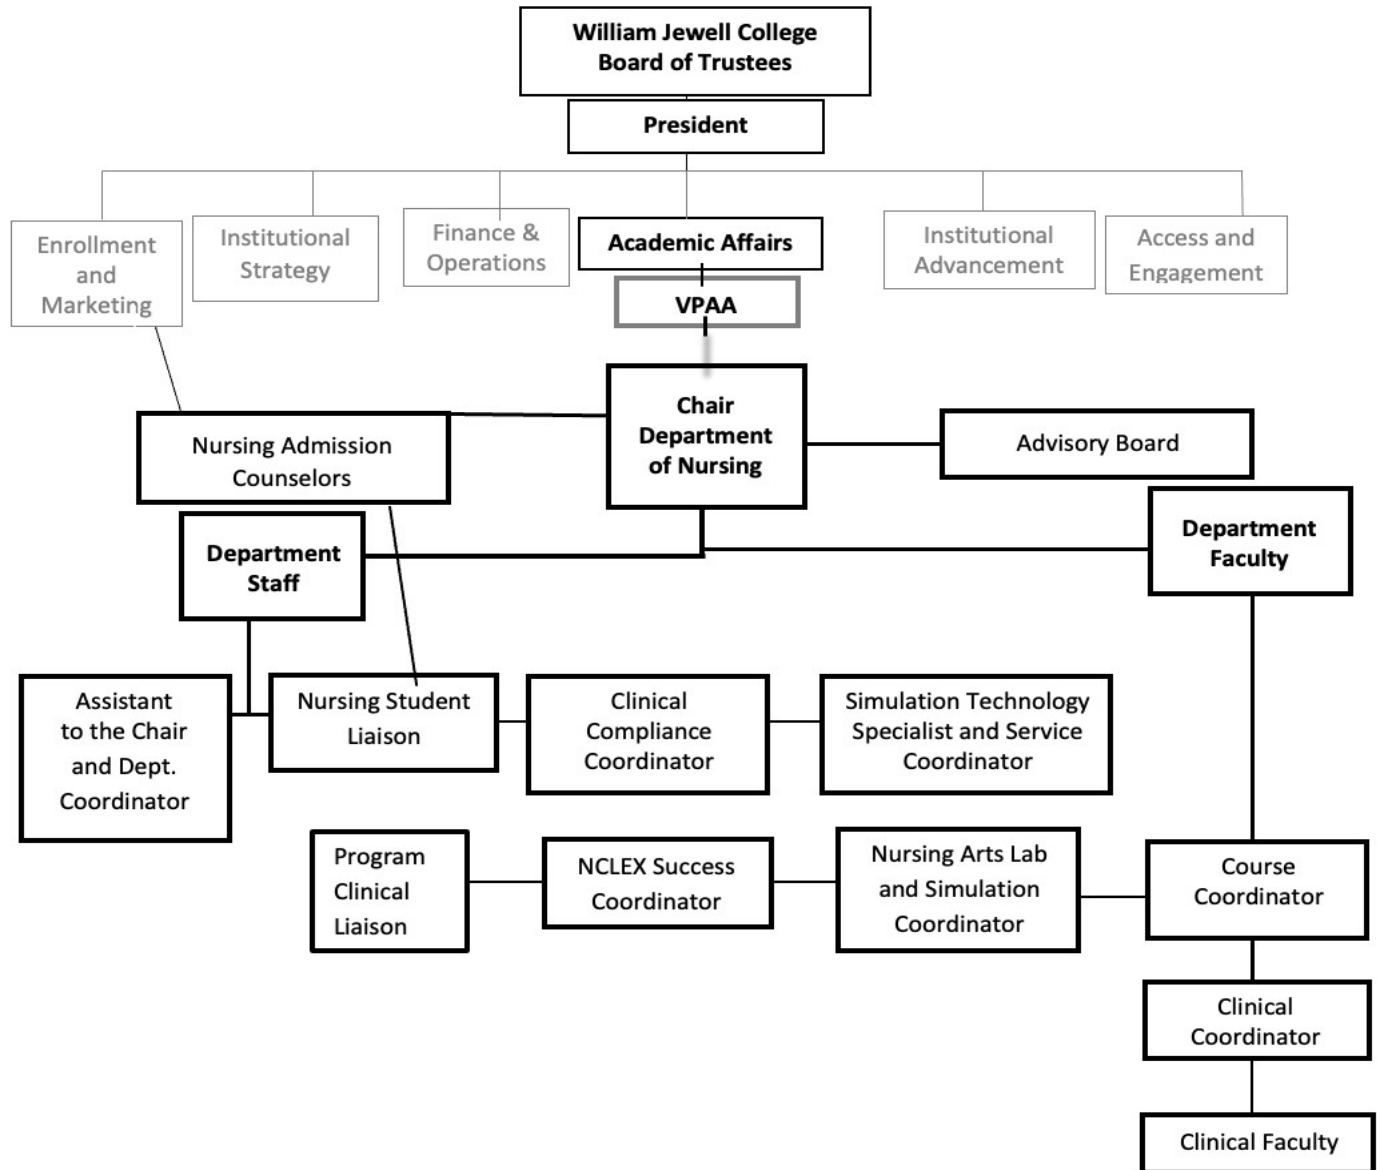 William Jewell College
Board of Trustees
President
Enrollment
and
Marketing
Institutional
Strategy
Finance &
Operations
Academic Affairs
Institutional
Advancement
Access and
Engagement
VPAA
Chair
Department
of Nursing
Nursing Admission
Counselors
Advisory Board
Department
Staff
Department
Faculty
Assistant
to the Chair
and Dept.
Coordinator
Nursing Student
Liaison
Clinical
Compliance
Coordinator
Simulation Technology
Specialist and Service
Coordinator
Program
Clinical
Liaison
NCLEX Success
Coordinator
Nursing Arts Lab
and Simulation
Coordinator
Course
Coordinator
Clinical
Coordinator
Clinical Faculty